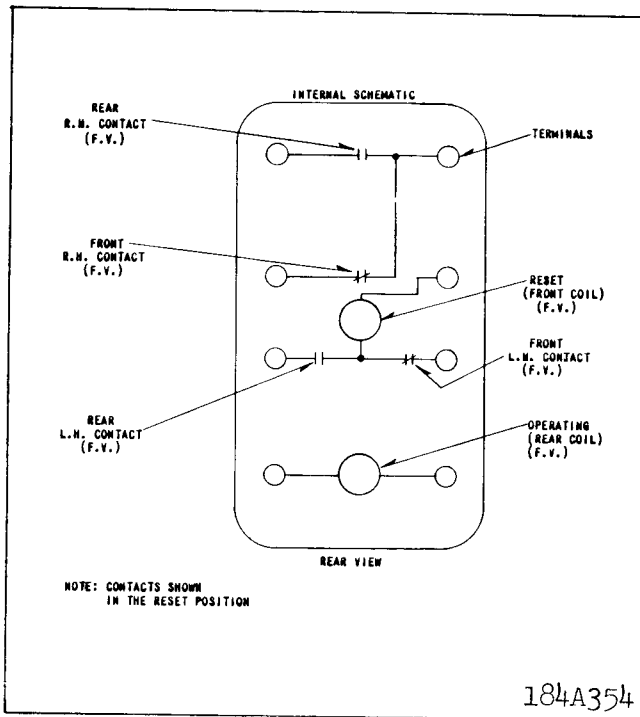 INTERNAL SCHEMATIC
REAR
R.H. CONTACT
(F.V.)
TERMINALS
FRONT
R.H. CONTACT
(F.V.)
RESET
(FRONT COIL)
(F.V.)
FRONT
L.H. CONTACT
(F.V.)
REAR
L.H. CONTACT
(F.V.)
OPERATING
(REAR COIL)
(F.V.)
REAR VIEW
NOTE: CONTACTS SHOWN
IN THE RESET POSITION
184A354